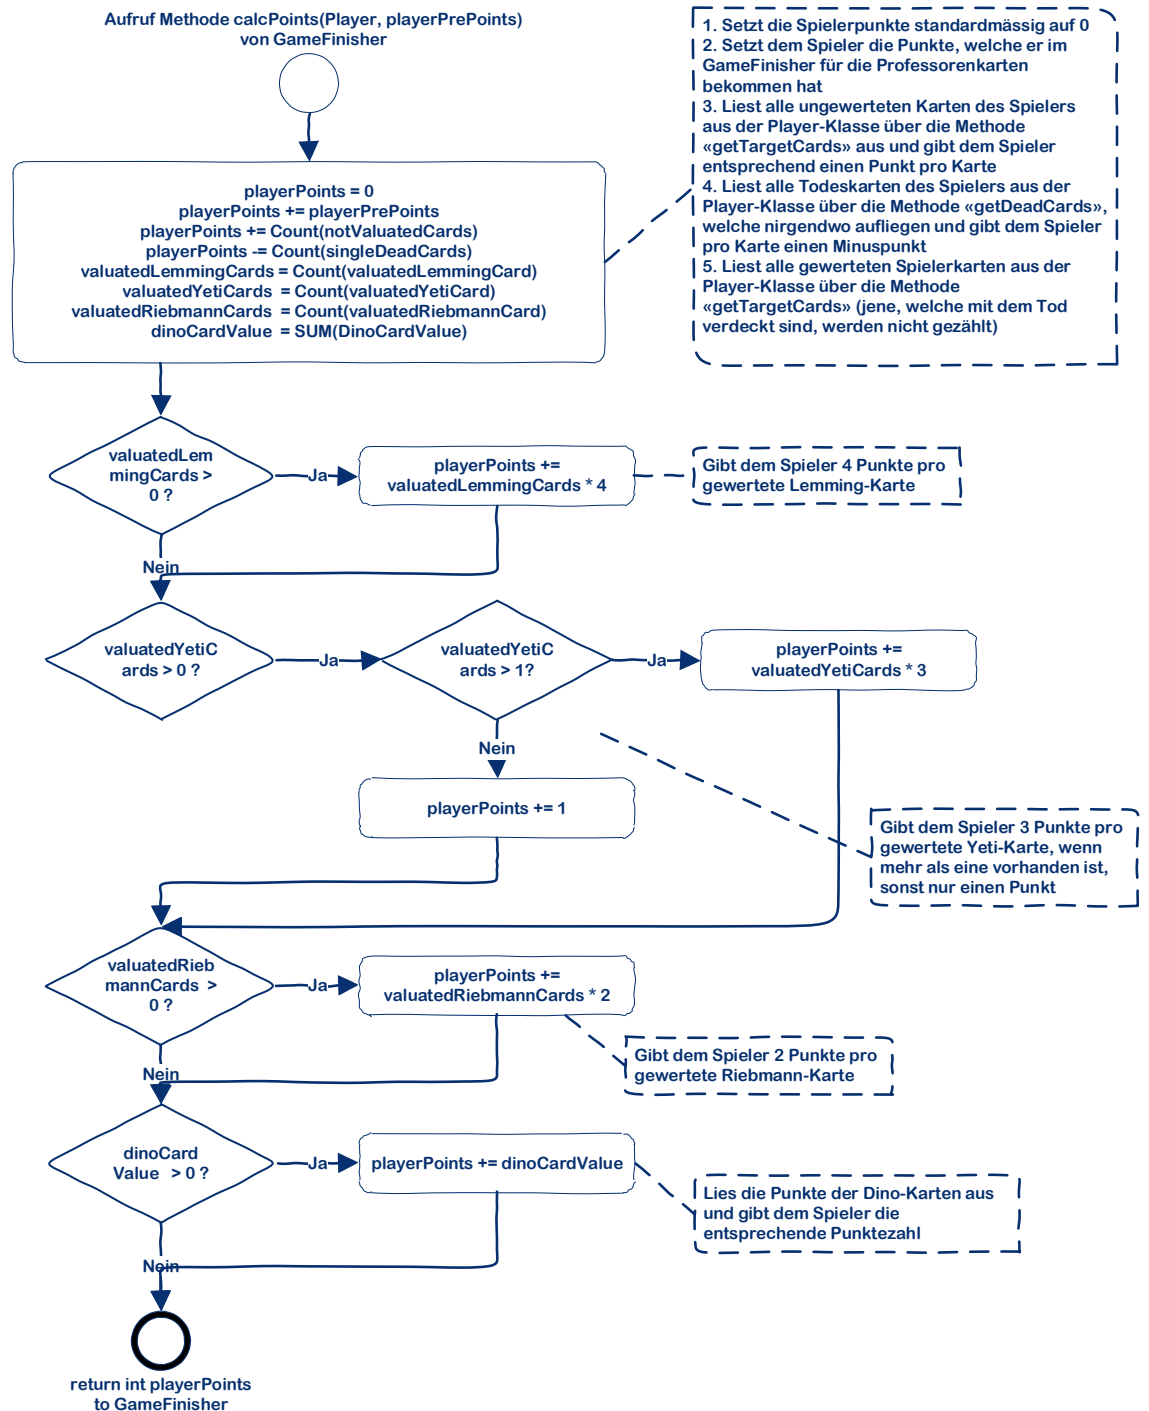 Aufruf Methode calcPoints(Player, playerPrePoints)
von GameFinisher
1. Setzt die Spielerpunkte standardmässig auf 0
2. Setzt dem Spieler die Punkte, welche er im
GameFinisher für die Professorenkarten
bekommen hat
3. Liest alle ungewerteten Karten des Spielers
aus der Player-Klasse über die Methode
«getTargetCards» aus und gibt dem Spieler
entsprechend einen Punkt pro Karte
4. Liest alle Todeskarten des Spielers aus der
Player-Klasse über die Methode «getDeadCards»,
welche nirgendwo aufliegen und gibt dem Spieler
pro Karte einen Minuspunkt
5. Liest alle gewerteten Spielerkarten aus der
Player-Klasse über die Methode
«getTargetCards» (jene, welche mit dem Tod
verdeckt sind, werden nicht gezählt)
playerPoints = 0
playerPoints += playerPrePoints
playerPoints += Count(notValuatedCards)
playerPoints -= Count(singleDeadCards)
valuatedLemmingCards = Count(valuatedLemmingCard)
valuatedYetiCards = Count(valuatedYetiCard)
valuatedRiebmannCards = Count(valuatedRiebmannCard)
dinoCardValue = SUM(DinoCardValue)
valuatedLem
mingCards >
0 ?
Ja
playerPoints +=
valuatedLemmingCards * 4
Gibt dem Spieler 4 Punkte pro
gewertete Lemming-Karte
Nein
valuatedYetiC
ards > 0 ?
Ja
valuatedYetiC
ards > 1?
Ja
playerPoints +=
valuatedYetiCards * 3
Nein
playerPoints += 1
Gibt dem Spieler 3 Punkte pro
gewertete Yeti-Karte, wenn
mehr als eine vorhanden ist,
sonst nur einen Punkt
valuatedRieb
mannCards >
0 ?
Ja
playerPoints +=
valuatedRiebmannCards * 2
Gibt dem Spieler 2 Punkte pro
gewertete Riebmann-Karte
Nein
dinoCard
Value > 0 ?
Ja
playerPoints += dinoCardValue
Lies die Punkte der Dino-Karten aus
und gibt dem Spieler die
entsprechende Punktezahl
Nein
return int playerPoints
to GameFinisher